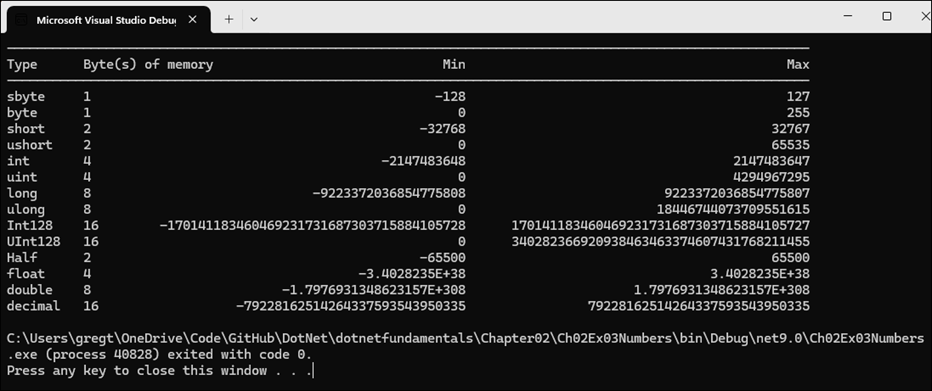 Microsoft Visual Studio Debug
Type Byte(s) of memory Min Max
sbyte 1 -128 127
byte 1 0 255
short 2 -32768 32767
ushort 2 0 65535
int 4 -2147483648 2147483647
uint 4 0 4294967295
long 8 -9223372036854775808 9223372036854775807
ulong 8 0 18446744073709551615
Int128 16 -170141183460469231731687303715884105728 170141183460469231731687303715884105727
UInt128 16 0 340282366920938463463374607431768211455
Half 2 -65500 65500
float 4 -3.4028235E+38 3.4028235E+38
double 8 -1.7976931348623157E+308 1.7976931348623157E+308
decimal 16 -79228162514264337593543950335 79228162514264337593543950335
C:\Users\gregt\OneDrive\Code\GitHub\DotNet\dotnetfundamentals\Chapter02\Ch02Ex03Numbers\bin\Debug\net9.0\Ch02Ex03Numbers
.exe (process 40828) exited with code 0.
Press any key to close this window . . .